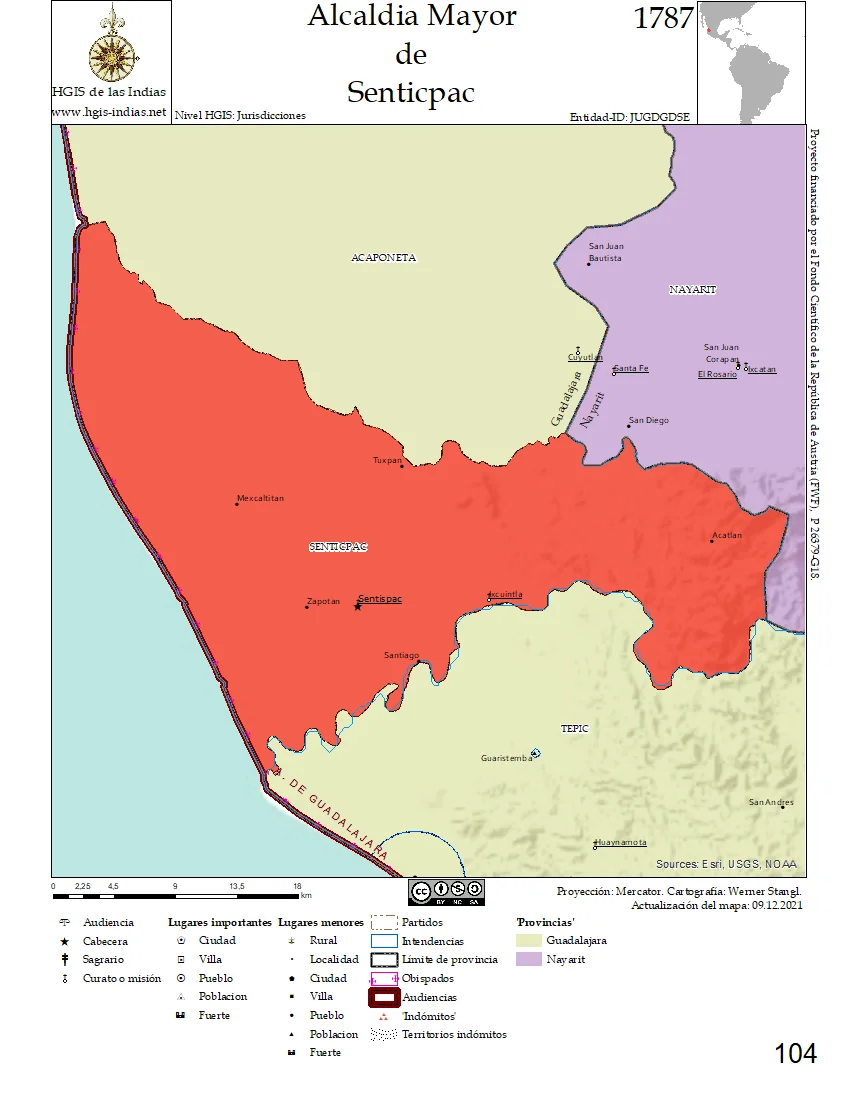 Alcaldia Mayor
de
Senticpac
1787
HGIS de las Indias
www.hgis-indias.net
Nivel HGIS: Jurisdicciones
Entidad-ID: JUGDGDSE
Proyecto financiado por el Fondo Científico de la República de Austria (FWF), P 26379-G18.
ACAPONETA
San Juan
Bautista
NAYARIT
Cuyutlan
Santa Fe
San Juan
Corapan
El Rosario
Ixcatan
Guadalajara
Nayarit
San Diego
Tuxpan
Mexcaltitan
SENTICPAC
Acatlan
Zapotan
Sentispac
Ixcuintla
Santiago
TEPIC
Guaristemba
San Andres
A. DE GUADALAJARA
Huaynamota
Sources: Esri, USGS, NOAA
0 2,25 4,5 9 13,5 18
km
CC BY NC SA
Proyección: Mercator. Cartografía: Werner Stangl.
Actualización del mapa: 09.12.2021
Audiencia
Cabecera
Sagrario
Curato o misión
Lugares importantes
Ciudad
Villa
Pueblo
Poblacion
Fuerte
Lugares menores
Rural
Localidad
Ciudad
Villa
Pueblo
Poblacion
Fuerte
Partidos
Intendencias
Límite de provincia
Obispados
Audiencias
'Indómitos'
Territorios indómitos
'Provincias'
Guadalajara
Nayarit
104